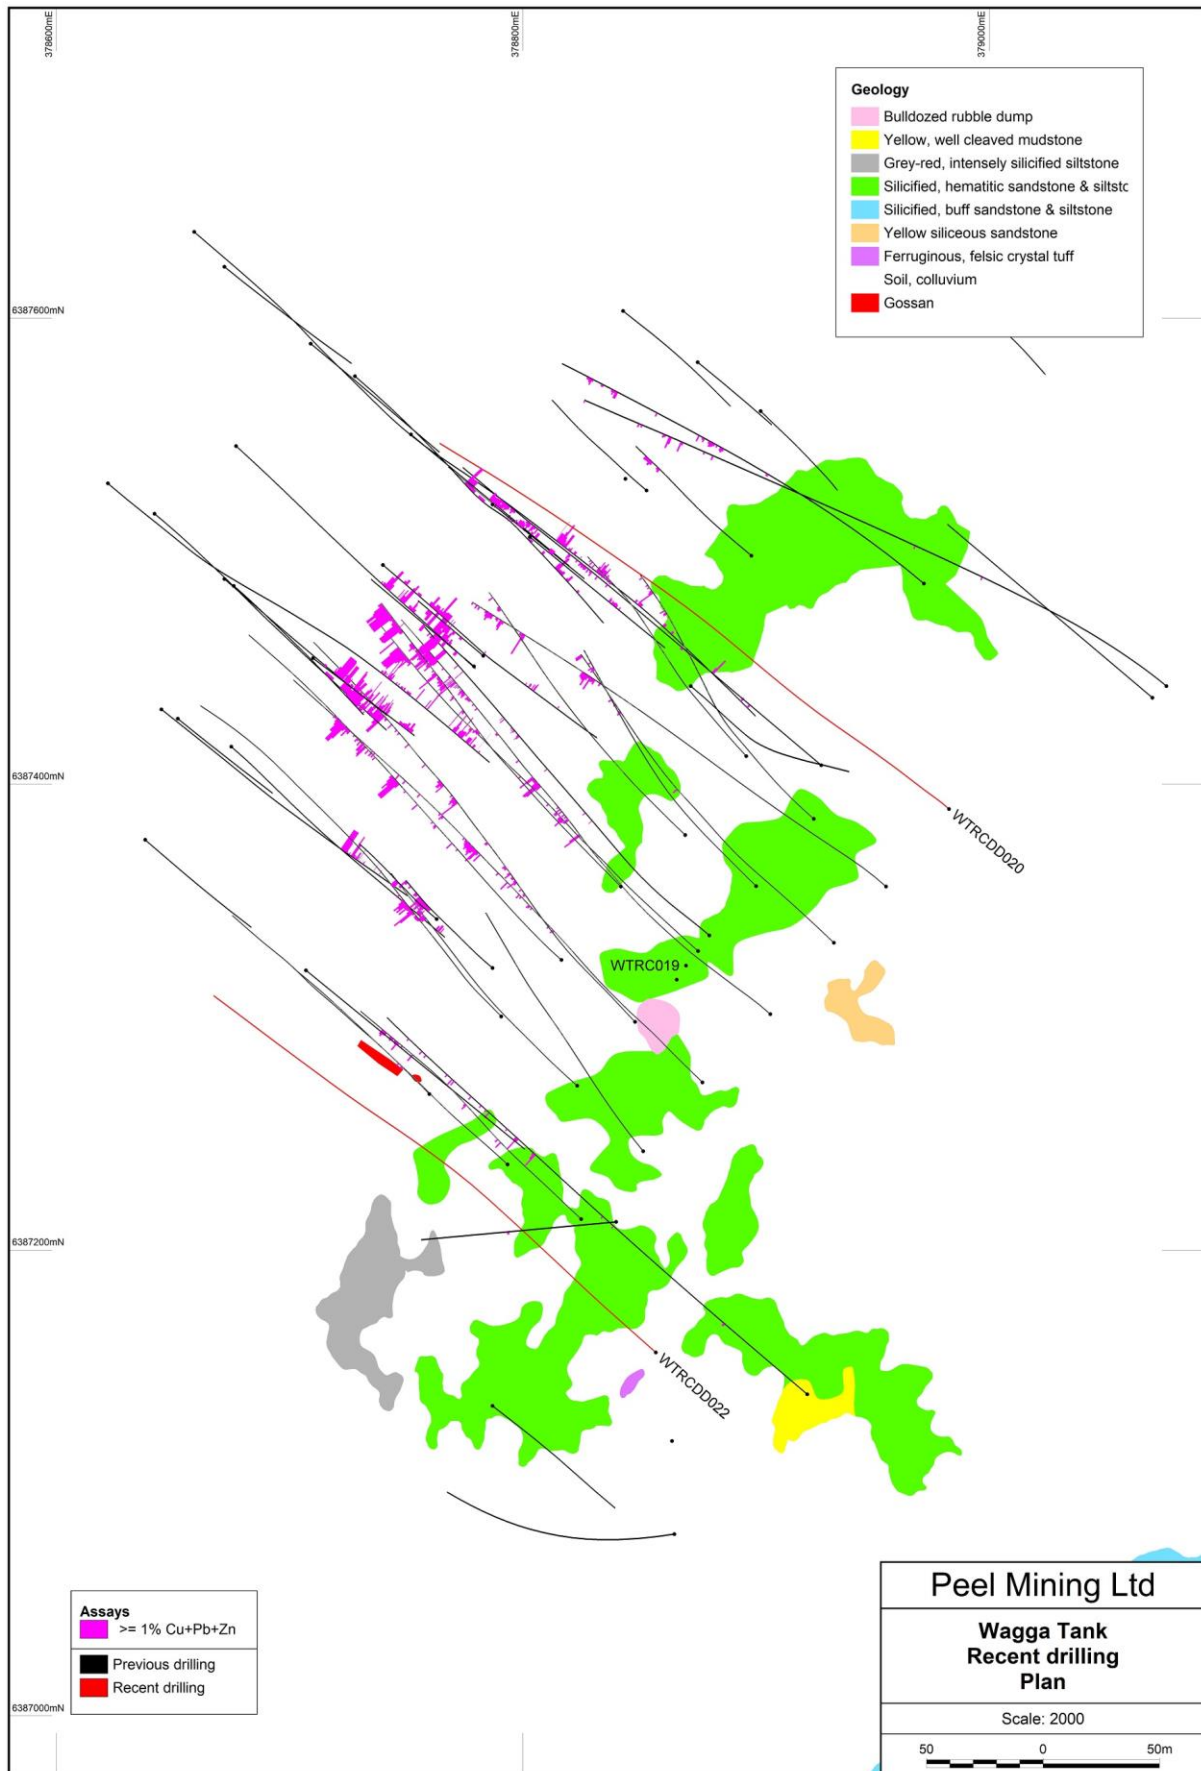 378600mE
378800mE
379000mE
Geology
Bulldozed rubble dump
Yellow, well cleaved mudstone
Grey-red, intensely silicified siltstone
Silicified, hematitic sandstone & siltstc
Silicified, buff sandstone & siltstone
Yellow siliceous sandstone
Ferruginous, felsic crystal tuff
Soil, colluvium
Gossan
6387600mN
6387400mN
WTRCDD020
WTRC019
6387200mN
WTRCDD022
Assays
>= 1% Cu+Pb+Zn
Previous drilling
Recent drilling
6387000mN
Peel Mining Ltd
Wagga Tank
Recent drilling
Plan
Scale: 2000
50 0 50m